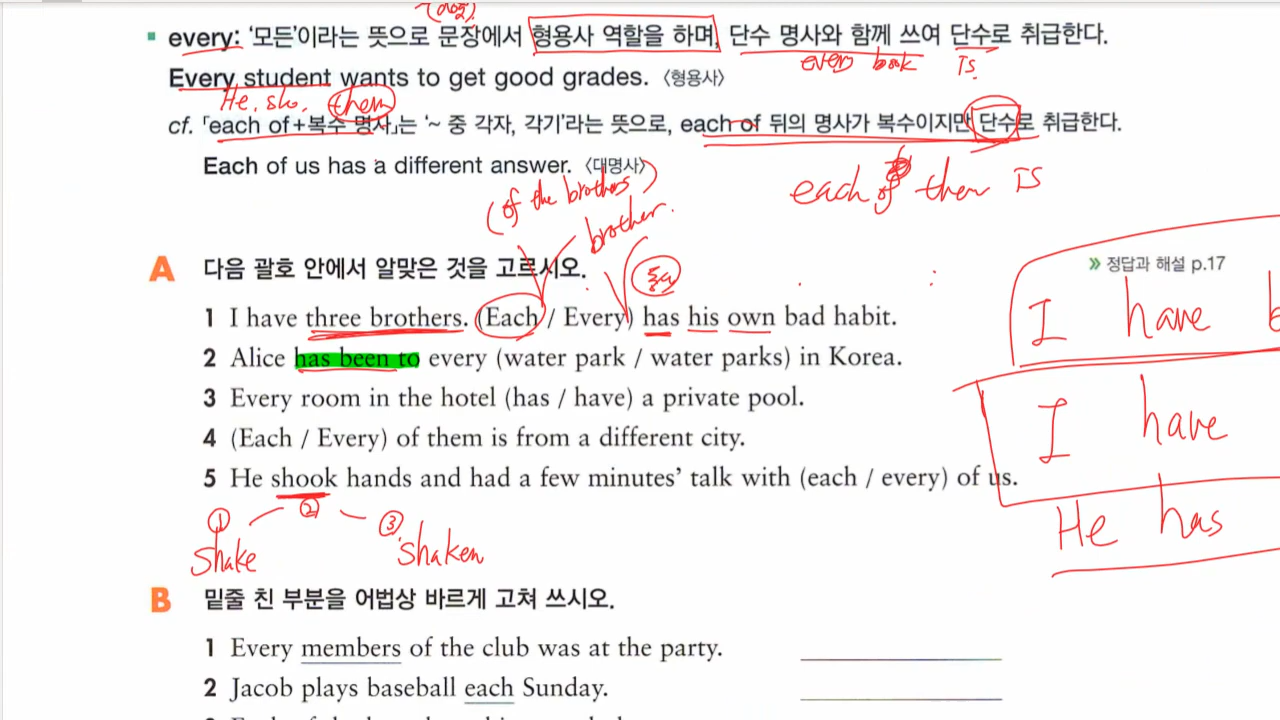 (ㅇㅇ)
▪ every: '모든'이라는 뜻으로 문장에서 형용사 역할을 하며, 단수 명사와 함께 쓰여 단수로 취급한다.
every book is
Every student wants to get good grades. 〈형용사〉
He. she. them
cf. 「each of+복수 명사」는 '~ 중 각자, 각기'라는 뜻으로, each of 뒤의 명사가 복수이지만 단수로 취급한다.
Each of us has a different answer. 〈대명사〉
each of them is
(of the brothers)
brother.
A 다음 괄호 안에서 알맞은 것을 고르시오.
동사
» 정답과 해설 p.17
1 I have three brothers. (Each / Every) has his own bad habit.
I have b
2 Alice has been to every (water park / water parks) in Korea.
3 Every room in the hotel (has / have) a private pool.
I have
4 (Each / Every) of them is from a different city.
5 He shook hands and had a few minutes' talk with (each / every) of us.
He has
① ② ③
shake shaken
B 밑줄 친 부분을 어법상 바르게 고쳐 쓰시오.
1 Every members of the club was at the party.
2 Jacob plays baseball each Sunday.